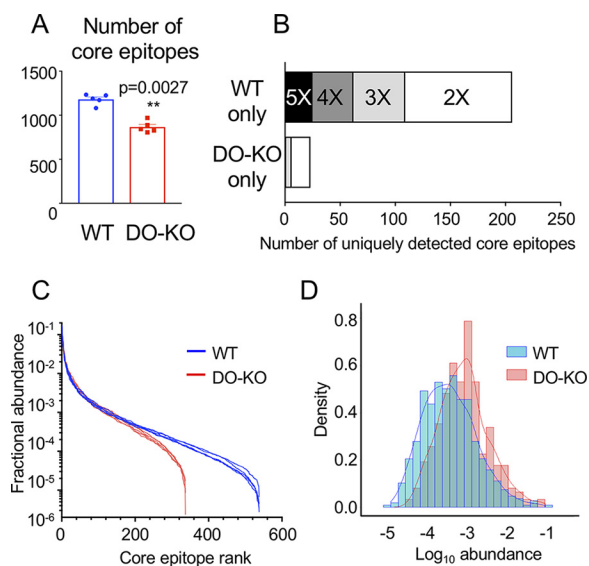 A
Number of
core epitopes
1500
1000
500
0
p=0.0027
**
WT DO-KO
B
WT
only
5X 4X 3X 2X
DO-KO
only
0 50 100 150 200 250
Number of uniquely detected core epitopes
C
Fractional abundance
10-1
10-2
10-3
10-4
10-5
10-6
WT
DO-KO
0 200 400 600
Core epitope rank
D
Density
0.8
0.6
0.4
0.2
0.0
WT
DO-KO
-5 -4 -3 -2 -1
Log10 abundance